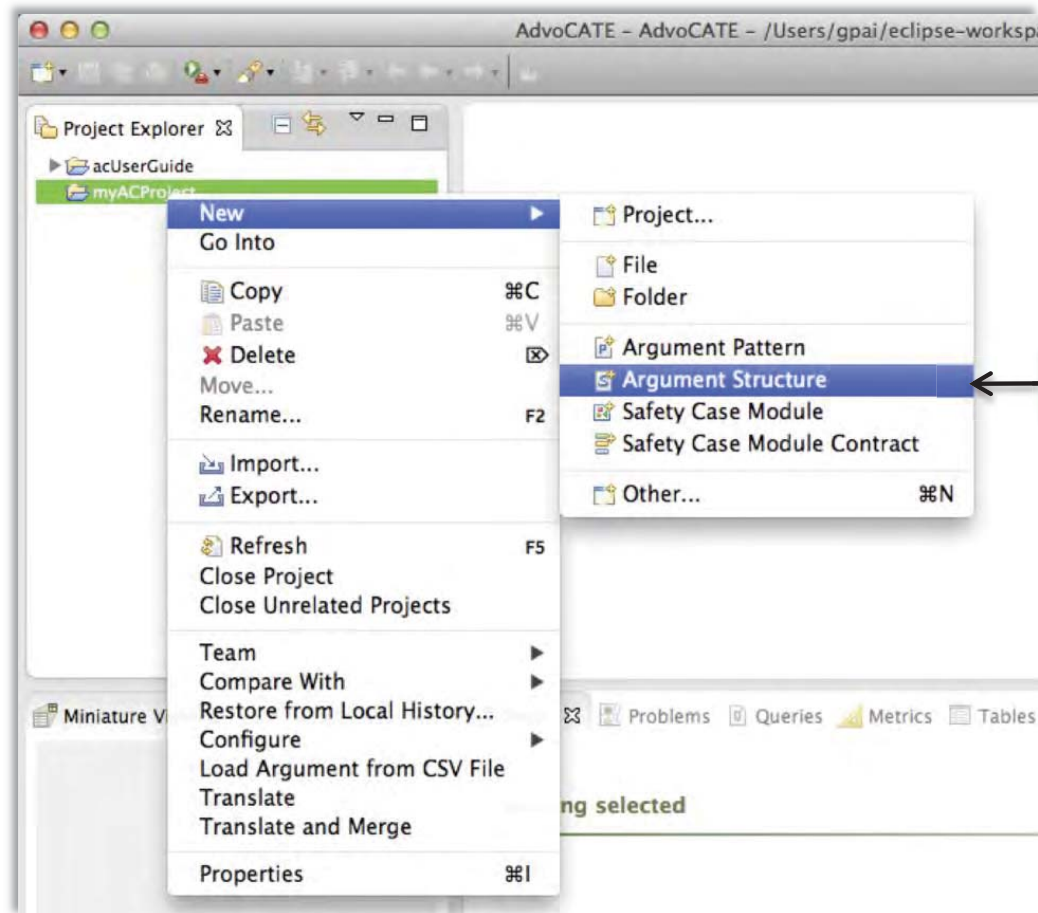 AdvoCATE – AdvoCATE – /Users/gpai/eclipse-workspa
Project Explorer
acUserGuide
myACProject
New
Go Into
Copy ⌘C
Paste ⌘V
Delete ⌦
Move...
Rename... F2
Import...
Export...
Refresh F5
Close Project
Close Unrelated Projects
Team
Compare With
Restore from Local History...
Configure
Load Argument from CSV File
Translate
Translate and Merge
Properties ⌘I
Project...
File
Folder
Argument Pattern
Argument Structure
Safety Case Module
Safety Case Module Contract
Other... ⌘N
Miniature V
Problems Queries Metrics Tables
ng selected